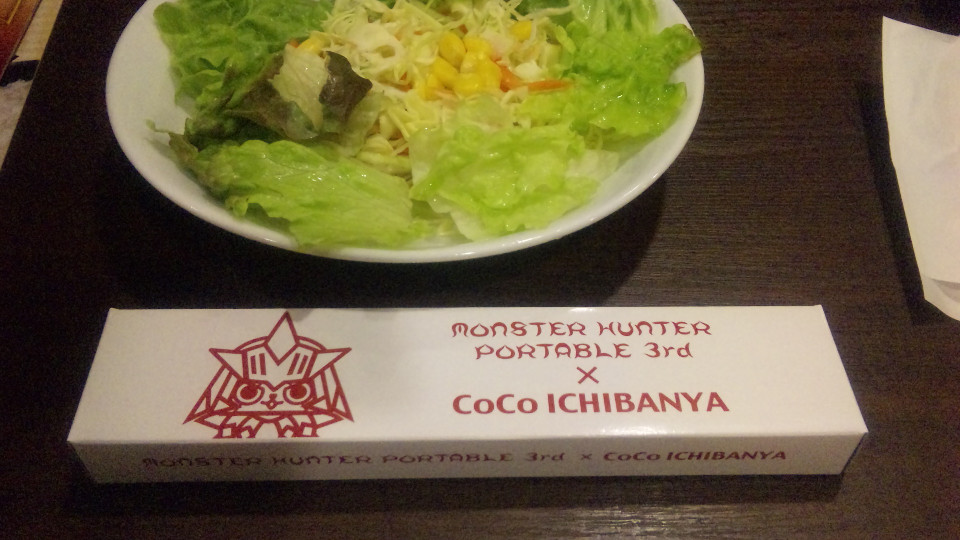 MONSTER HUNTER
PORTABLE 3rd
×
CoCo ICHIBANYA
MONSTER HUNTER PORTABLE 3rd × CoCo ICHIBANYA